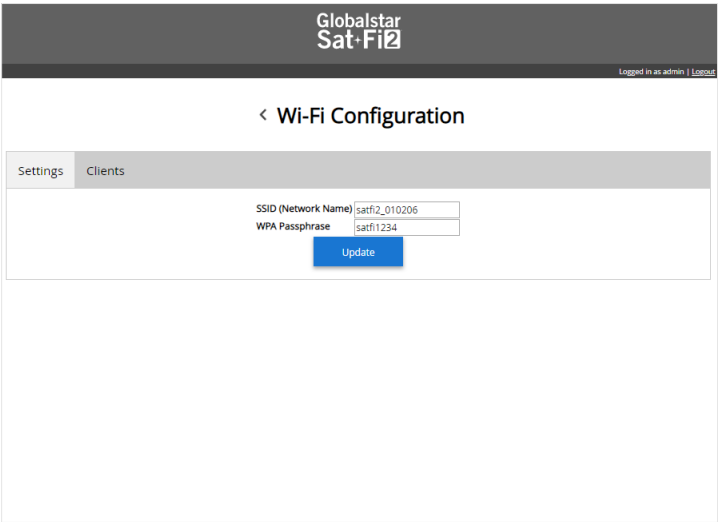 Globalstar
Sat-Fi2
Logged in as admin | Logout
< Wi-Fi Configuration
Settings Clients
SSID (Network Name) satfi2_010206
WPA Passphrase satfi1234
Update